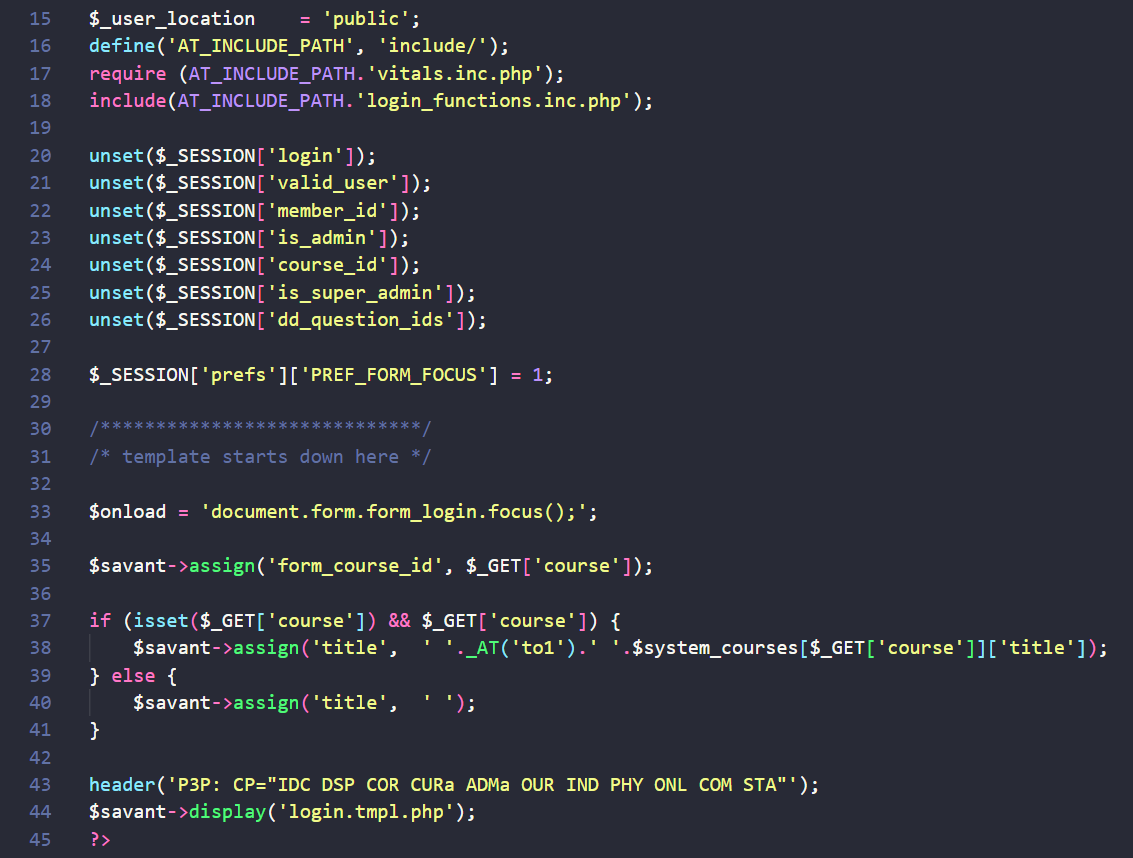 15 $_user_location    = 'public';
16 define('AT_INCLUDE_PATH', 'include/');
17 require (AT_INCLUDE_PATH.'vitals.inc.php');
18 include(AT_INCLUDE_PATH.'login_functions.inc.php');
19
20 unset($_SESSION['login']);
21 unset($_SESSION['valid_user']);
22 unset($_SESSION['member_id']);
23 unset($_SESSION['is_admin']);
24 unset($_SESSION['course_id']);
25 unset($_SESSION['is_super_admin']);
26 unset($_SESSION['dd_question_ids']);
27
28 $_SESSION['prefs']['PREF_FORM_FOCUS'] = 1;
29
30 /*****************************/
31 /* template starts down here */
32
33 $onload = 'document.form.form_login.focus();';
34
35 $savant->assign('form_course_id', $_GET['course']);
36
37 if (isset($_GET['course']) && $_GET['course']) {
38     $savant->assign('title',  ' '._AT('to1').' '.$system_courses[$_GET['course']]['title']);
39 } else {
40     $savant->assign('title',  ' ');
41 }
42
43 header('P3P: CP="IDC DSP COR CURa ADMa OUR IND PHY ONL COM STA"');
44 $savant->display('login.tmpl.php');
45 ?>